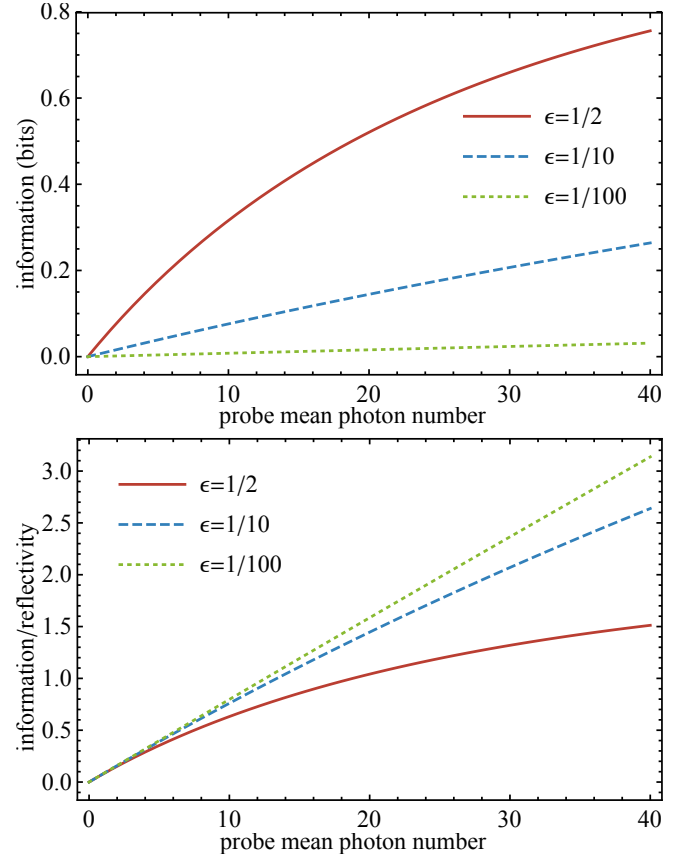 0.8
0.6
0.4
0.2
0.0
information (bits)
ϵ=1/2
ϵ=1/10
ϵ=1/100
0 10 20 30 40
probe mean photon number
3.0
2.5
2.0
1.5
1.0
0.5
0.0
information/reflectivity
ϵ=1/2
ϵ=1/10
ϵ=1/100
0 10 20 30 40
probe mean photon number